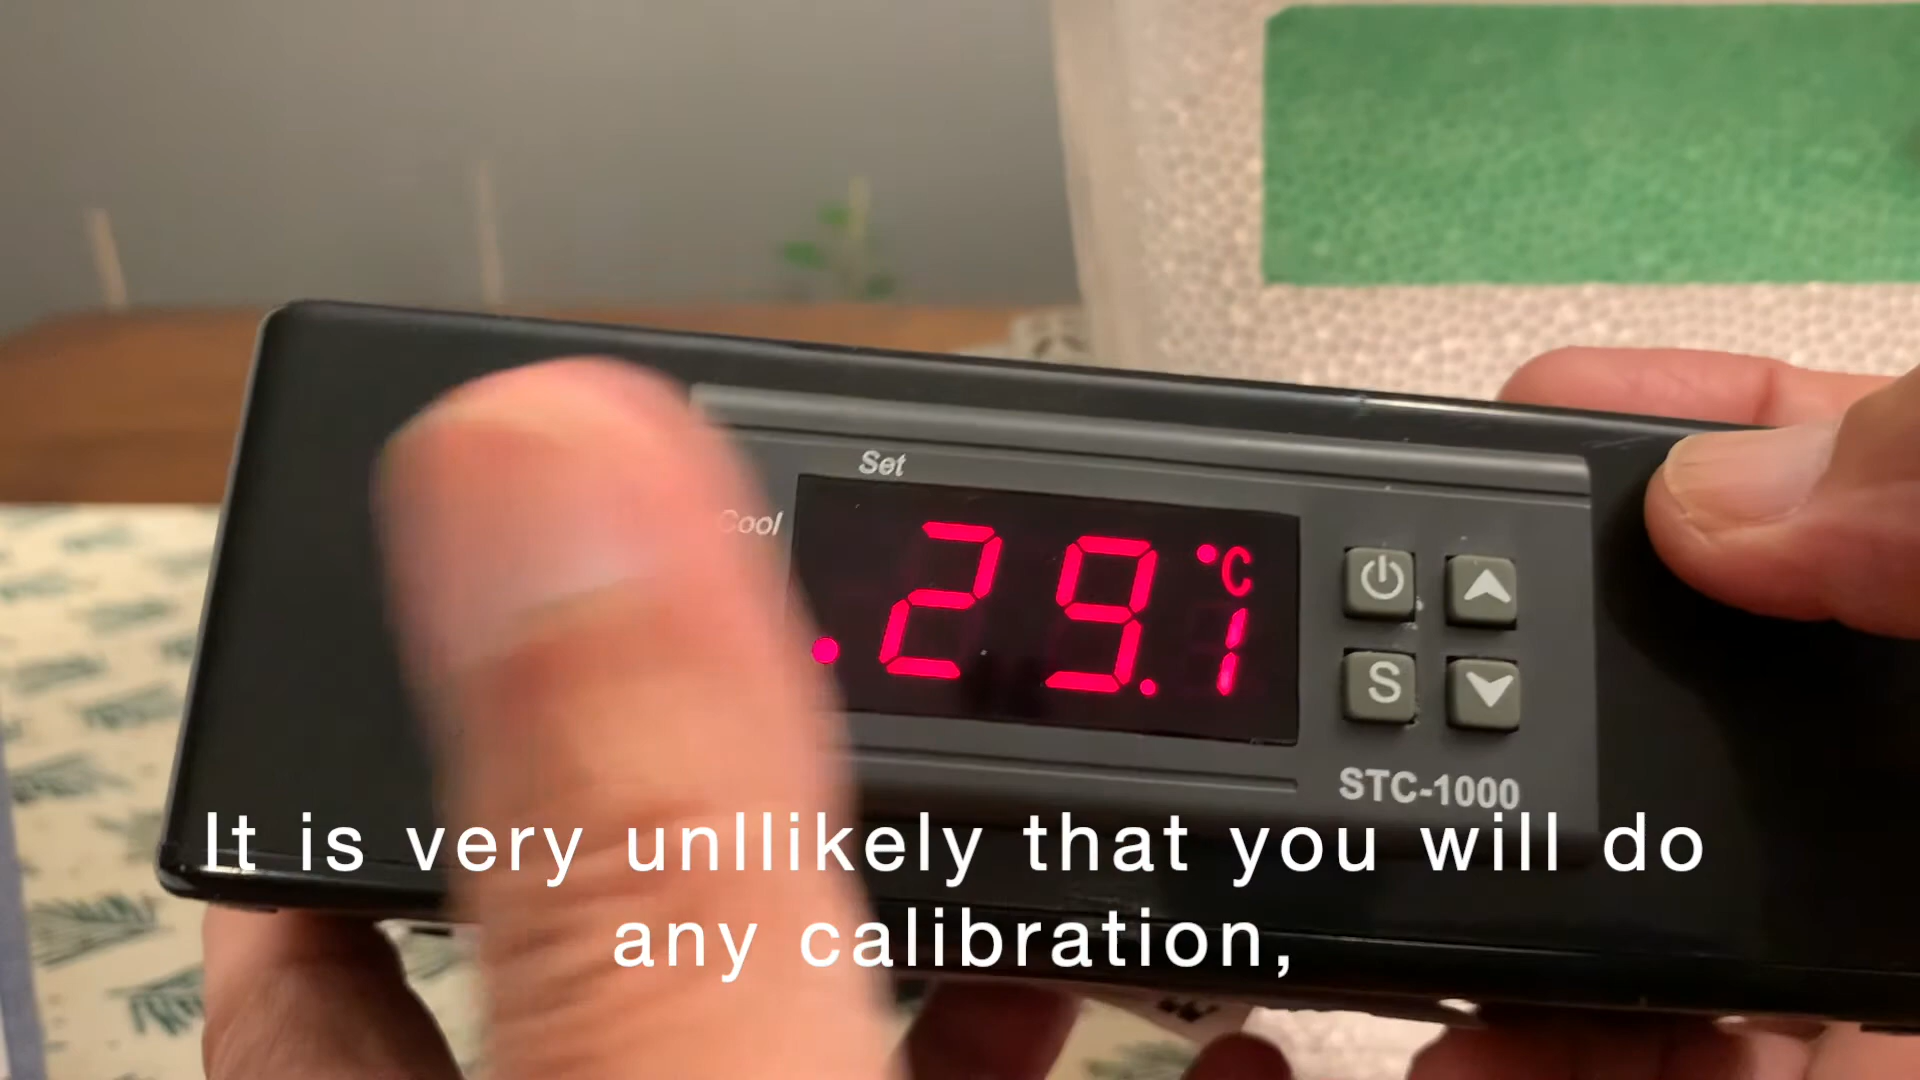 Set
Cool
29.1 °C
S
STC-1000
It is very unllikely that you will do
any calibration,